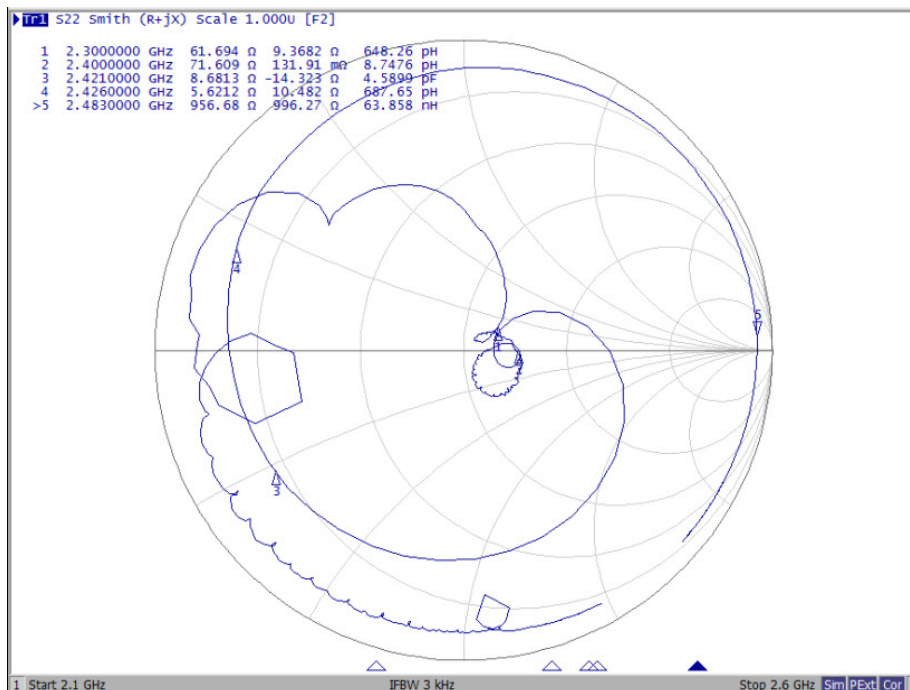 Tr1 S22 Smith (R+jX) Scale 1.000U [F2]
1 2.3000000 GHz 61.694 Ω 9.3682 Ω 648.26 pH
2 2.4000000 GHz 71.609 Ω 131.91 mΩ 8.7476 pH
3 2.4210000 GHz 8.6813 Ω -14.323 Ω 4.5899 pF
4 2.4260000 GHz 5.6212 Ω 10.482 Ω 687.65 pH
>5 2.4830000 GHz 956.68 Ω 996.27 Ω 63.858 nH
4
5
1
3
1 Start 2.1 GHz IFBW 3 kHz Stop 2.6 GHz Sim PExt Cor